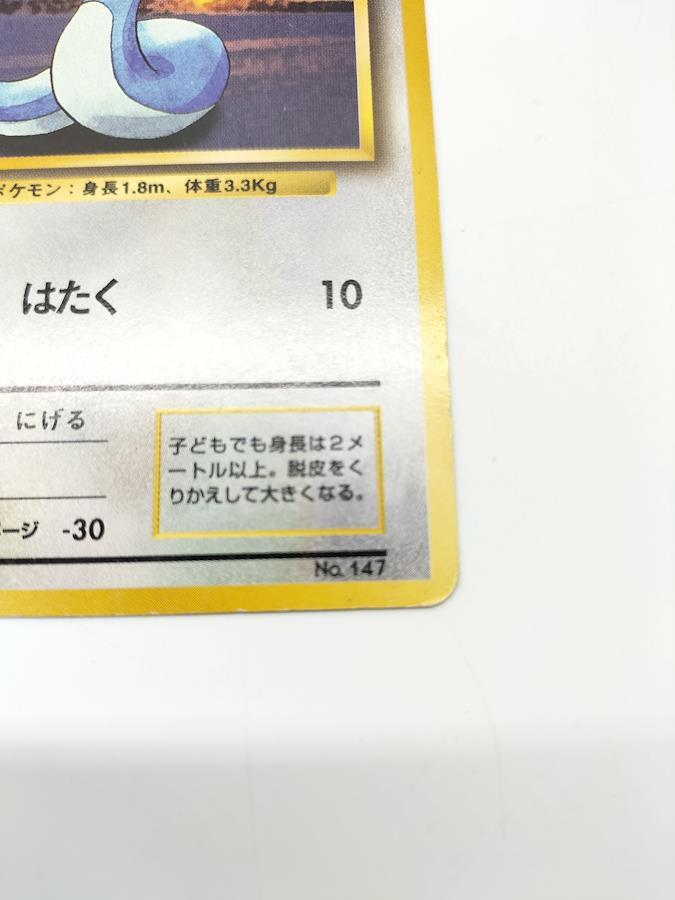 ポケモン：身長1.8m、体重3.3Kg
はたく 10
にげる
子どもでも身長は2メ
ートル以上。脱皮をく
りかえして大きくなる。
ージ -30
No. 147